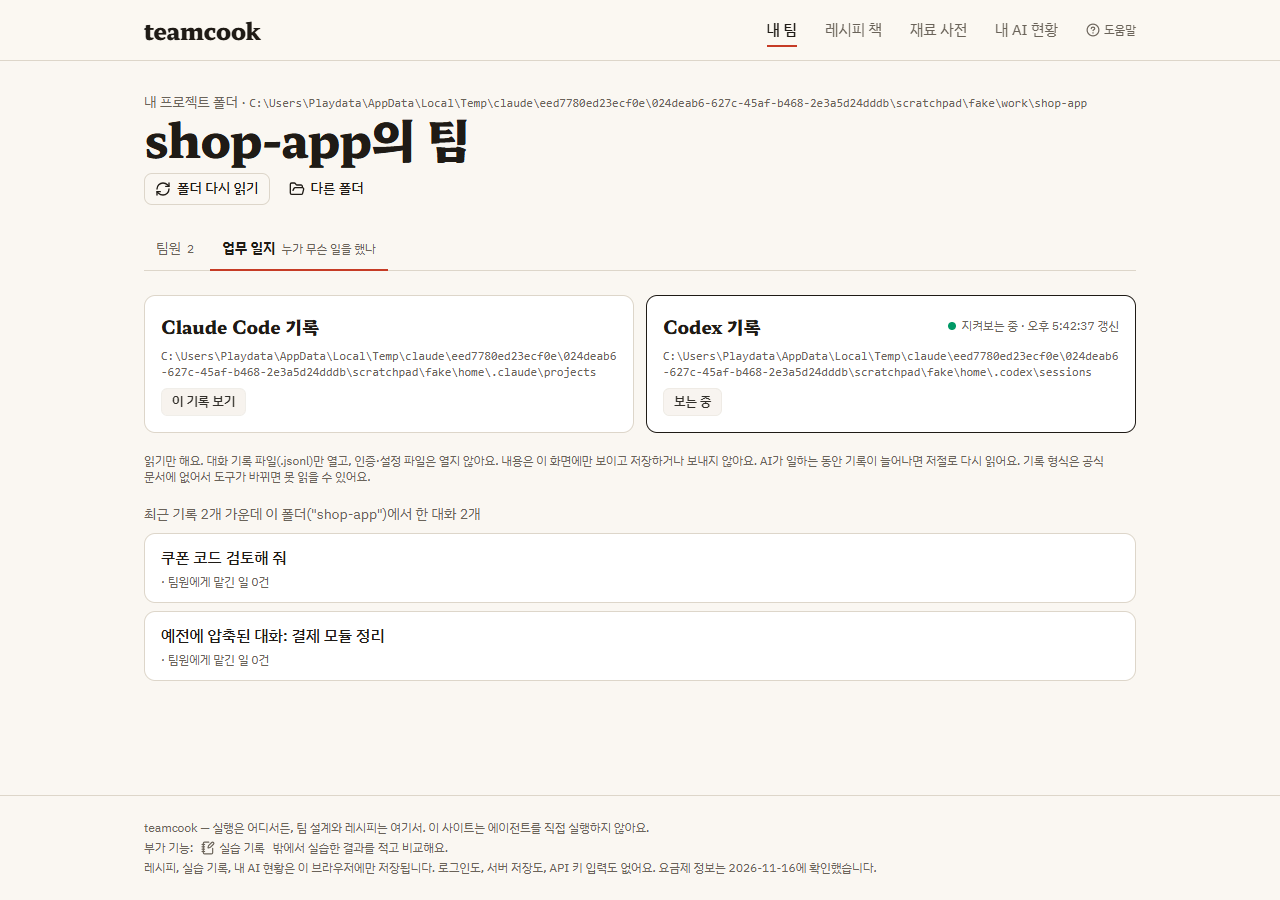 teamcook
내 팀 레시피 책 재료 사전 내 AI 현황 도움말
내 프로젝트 폴더 · C:\Users\Playdata\AppData\Local\Temp\claude\eed7780ed23ecf0e\024deab6-627c-45af-b468-2e3a5d24dddb\scratchpad\fake\work\shop-app
shop-app의 팀
폴더 다시 읽기 다른 폴더
팀원 2 업무 일지 누가 무슨 일을 했나
Claude Code 기록
C:\Users\Playdata\AppData\Local\Temp\claude\eed7780ed23ecf0e\024deab6
-627c-45af-b468-2e3a5d24dddb\scratchpad\fake\home\.claude\projects
이 기록 보기
Codex 기록 지켜보는 중 · 오후 5:42:37 갱신
C:\Users\Playdata\AppData\Local\Temp\claude\eed7780ed23ecf0e\024deab6
-627c-45af-b468-2e3a5d24dddb\scratchpad\fake\home\.codex\sessions
보는 중
읽기만 해요. 대화 기록 파일(.jsonl)만 열고, 인증·설정 파일은 열지 않아요. 내용은 이 화면에만 보이고 저장하거나 보내지 않아요. AI가 일하는 동안 기록이 늘어나면 저절로 다시 읽어요. 기록 형식은 공식
문서에 없어서 도구가 바뀌면 못 읽을 수 있어요.
최근 기록 2개 가운데 이 폴더("shop-app")에서 한 대화 2개
쿠폰 코드 검토해 줘
· 팀원에게 맡긴 일 0건
예전에 압축된 대화: 결제 모듈 정리
· 팀원에게 맡긴 일 0건
teamcook — 실행은 어디서든, 팀 설계와 레시피는 여기서. 이 사이트는 에이전트를 직접 실행하지 않아요.
부가 기능: 실습 기록 밖에서 실습한 결과를 적고 비교해요.
레시피, 실습 기록, 내 AI 현황은 이 브라우저에만 저장됩니다. 로그인도, 서버 저장도, API 키 입력도 없어요. 요금제 정보는 2026-11-16에 확인했습니다.